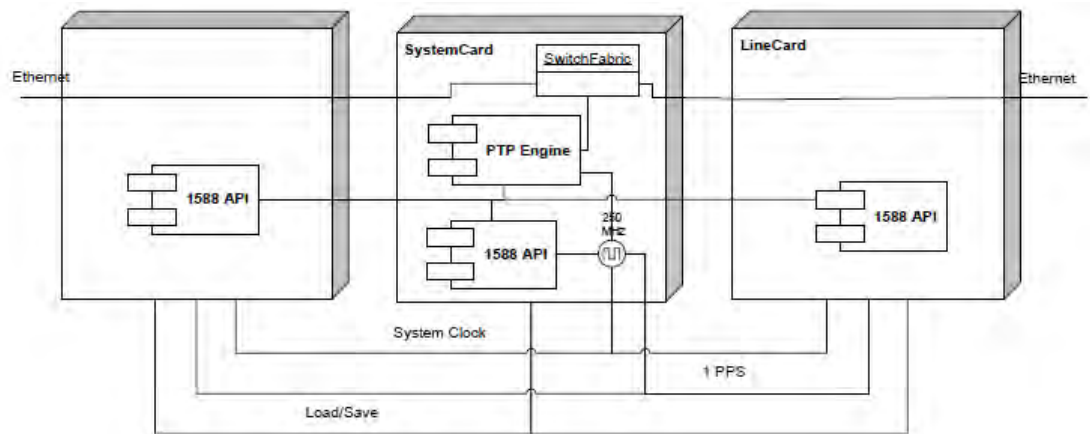 SystemCard
LineCard
SwitchFabric
Ethernet
Ethernet
PTP Engine
1588 API
1588 API
250
MHz
1588 API
System Clock
1 PPS
Load/Save